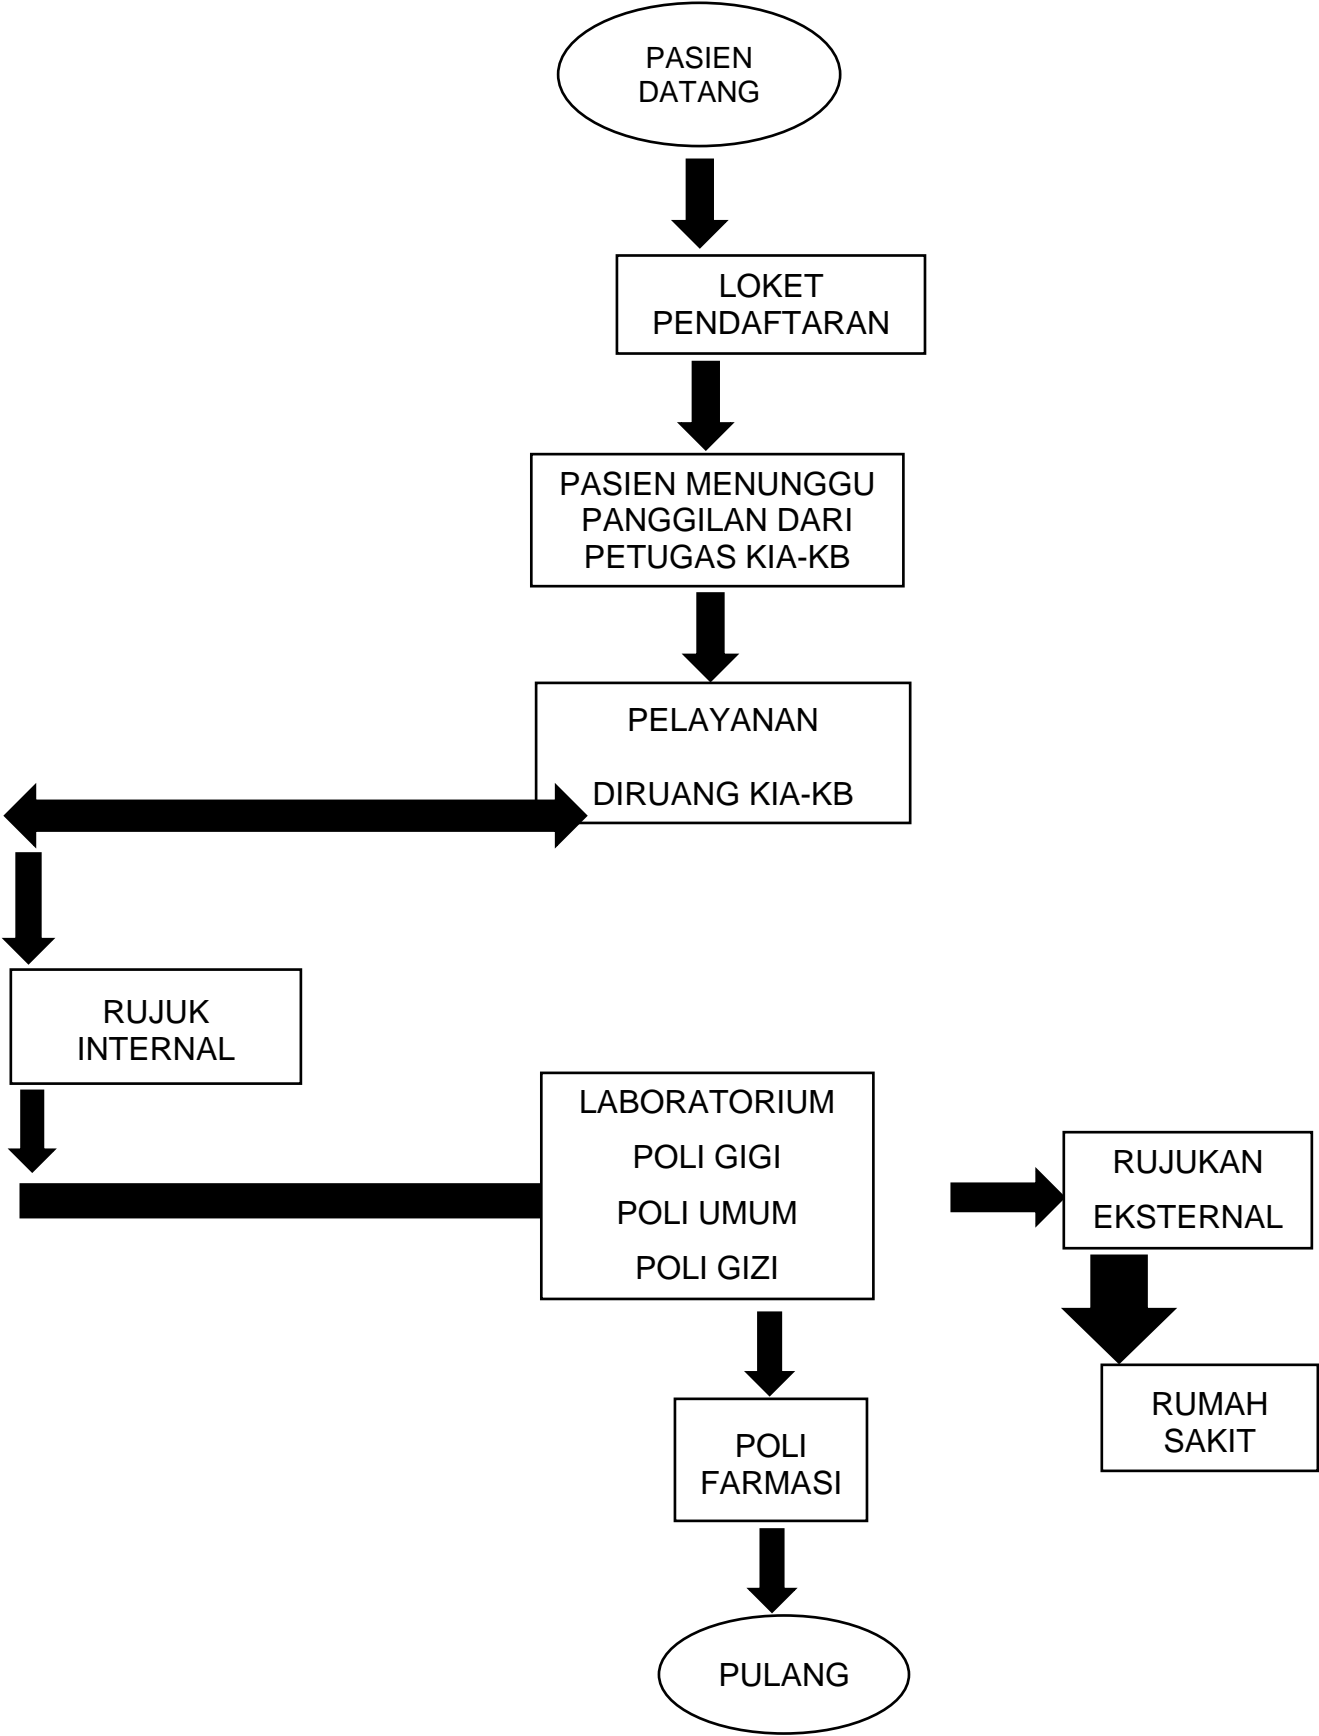 PASIEN
DATANG
LOKET
PENDAFTARAN
PASIEN MENUNGGU
PANGGILAN DARI
PETUGAS KIA-KB
PELAYANAN
DIRUANG KIA-KB
RUJUK
INTERNAL
LABORATORIUM
POLI GIGI
POLI UMUM
POLI GIZI
RUJUKAN
EKSTERNAL
RUMAH
SAKIT
POLI
FARMASI
PULANG